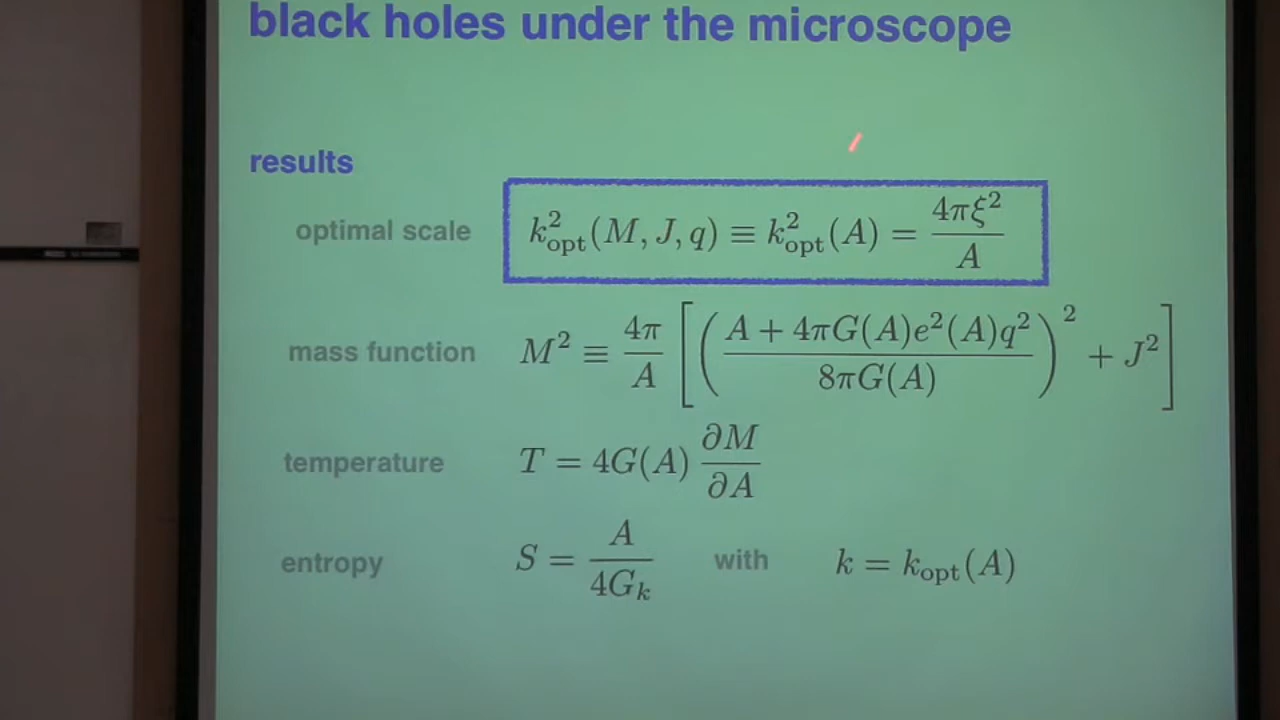 black holes under the microscope
results
optimal scale k²_opt(M, J, q) ≡ k²_opt(A) = 4πξ² / A
mass function M² ≡ 4π/A [((A + 4πG(A)e²(A)q²) / (8πG(A)))² + J²]
temperature T = 4G(A) ∂M/∂A
entropy S = A / 4G_k with k = k_opt(A)